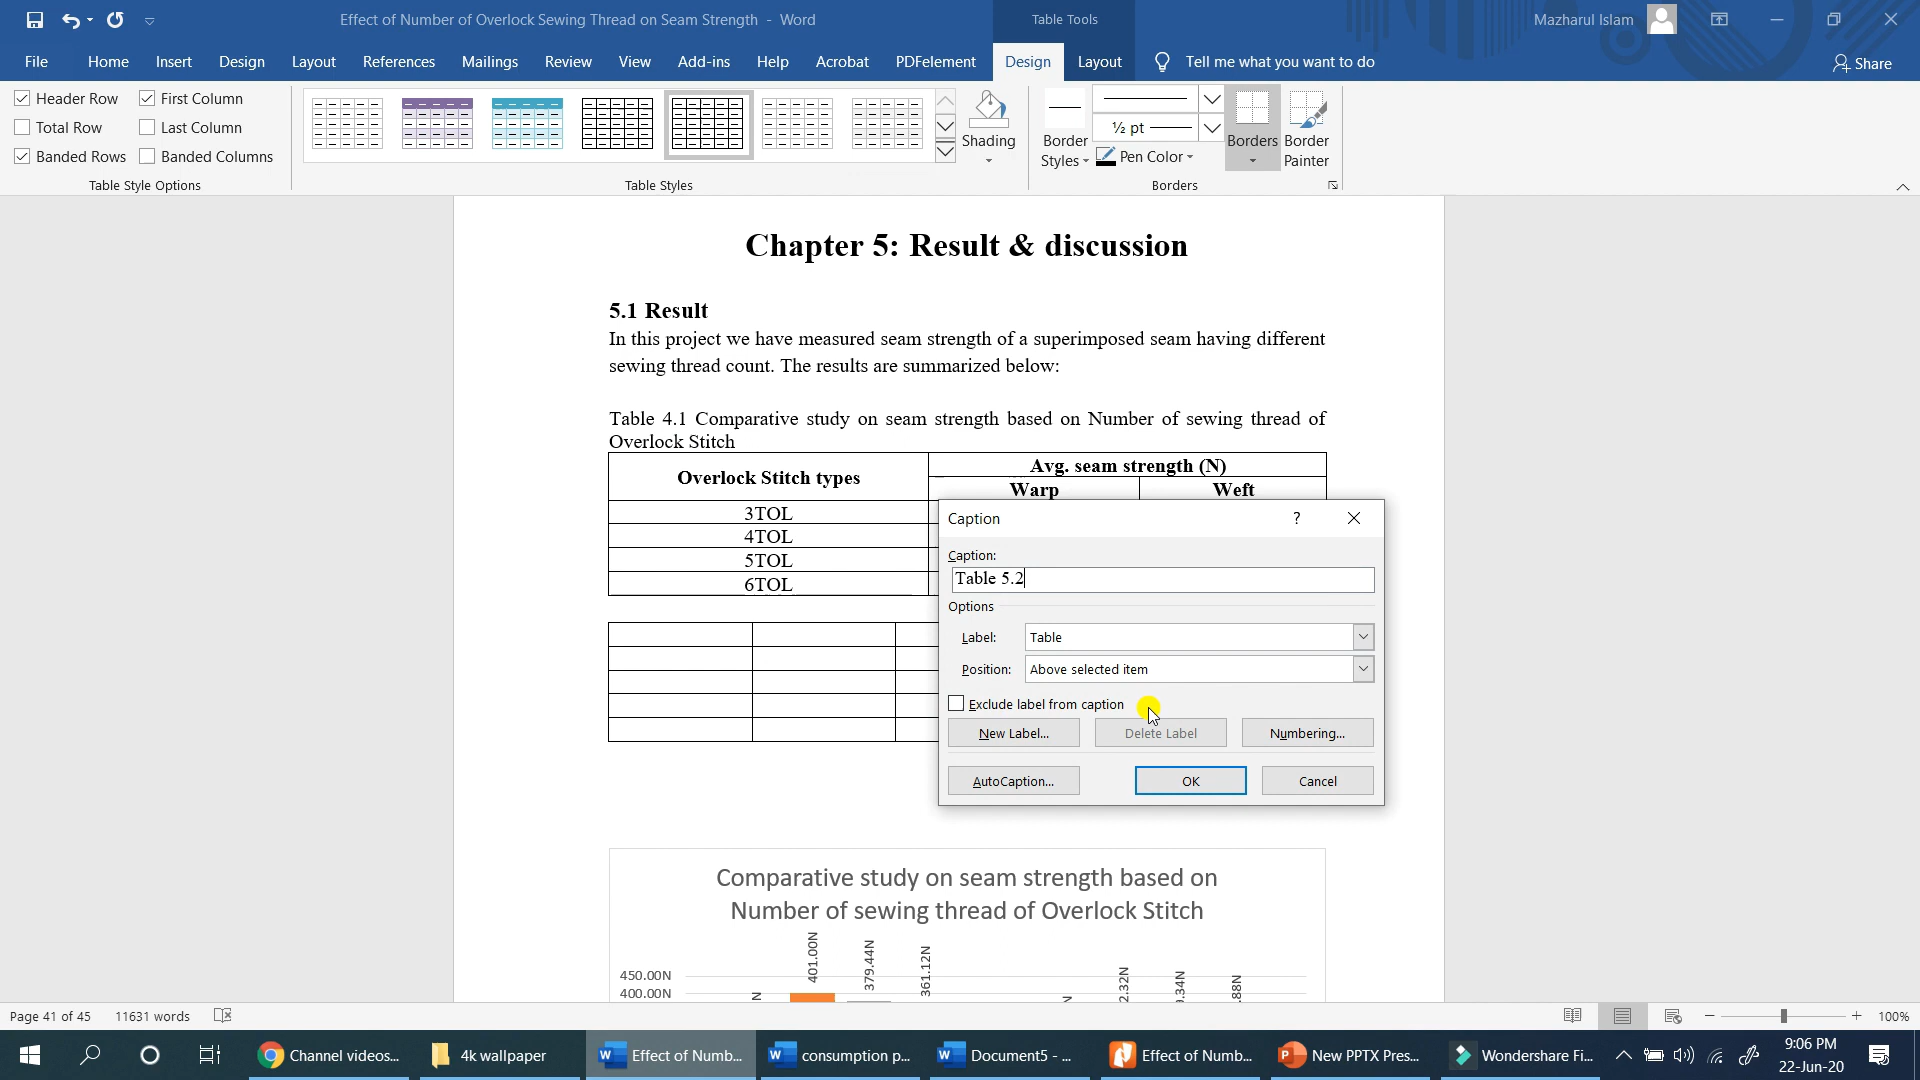 Effect of Number of Overlock Sewing Thread on Seam Strength - Word
Table Tools
Mazharul Islam
File Home Insert Design Layout References Mailings Review View Add-ins Help Acrobat PDFelement Design Layout Tell me what you want to do Share
Header Row First Column
Total Row Last Column
Banded Rows Banded Columns
Table Style Options
Table Styles
Shading
Border Styles
½ pt
Pen Color
Borders
Border Painter
Borders
Chapter 5: Result & discussion
5.1 Result
In this project we have measured seam strength of a superimposed seam having different
sewing thread count. The results are summarized below:
Table 4.1 Comparative study on seam strength based on Number of sewing thread of
Overlock Stitch
Overlock Stitch types
Avg. seam strength (N)
Warp Weft
3TOL
4TOL
5TOL
6TOL
Caption
?
Caption:
Table 5.2
Options
Label: Table
Position: Above selected item
Exclude label from caption
New Label... Delete Label Numbering...
AutoCaption... OK Cancel
Comparative study on seam strength based on
Number of sewing thread of Overlock Stitch
450.00N
400.00N
N
401.00N
379.44N
361.12N
N
2.32N
.34N
.88N
Page 41 of 45 11631 words
100%
Channel videos... 4k wallpaper Effect of Numb... consumption p... Document5 - ... Effect of Numb... New PPTX Pres... Wondershare Fi...
9:06 PM
22-Jun-20